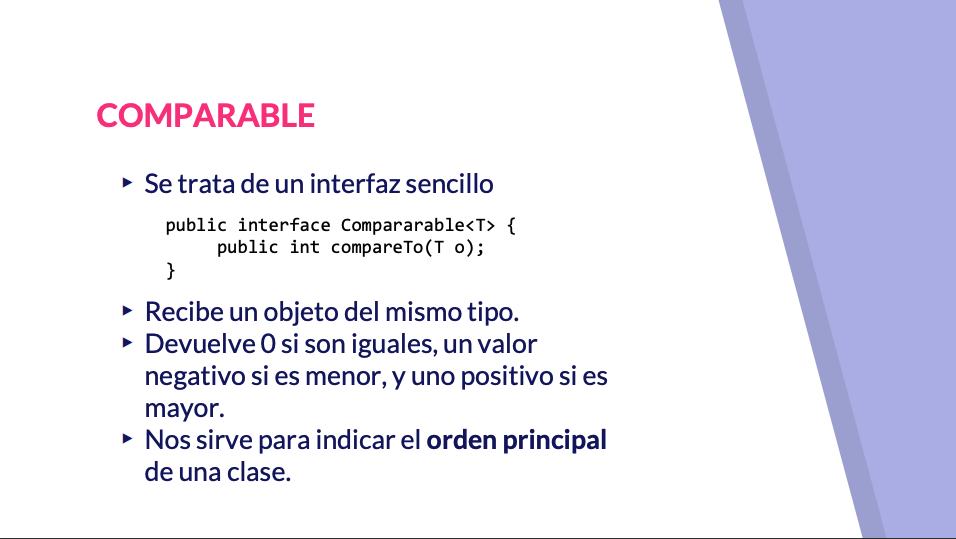 COMPARABLE
▸ Se trata de un interfaz sencillo
public interface Compararable<T> {
public int compareTo(T o);
}
▸ Recibe un objeto del mismo tipo.
▸ Devuelve 0 si son iguales, un valor
negativo si es menor, y uno positivo si es
mayor.
▸ Nos sirve para indicar el orden principal
de una clase.